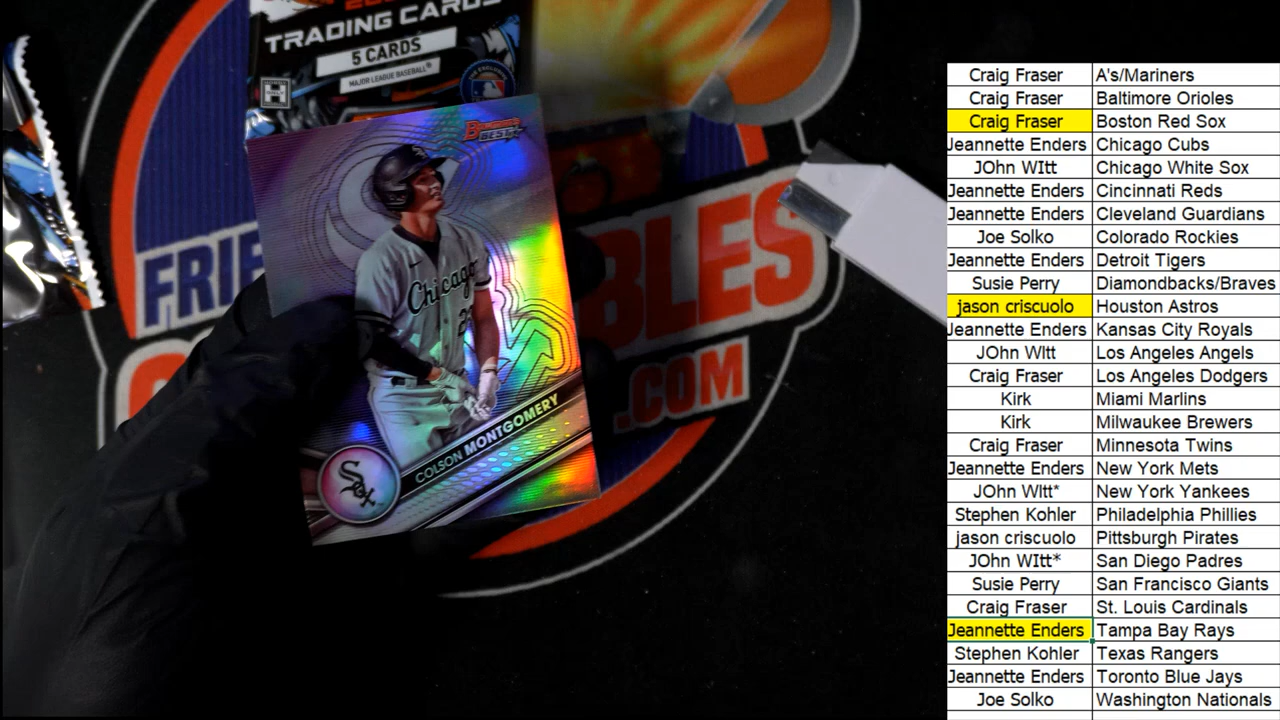 TRADING CARDS
5 CARDS
MAJOR LEAGUE BASEBALL®
Bowman's
BEST
Chicago
COLSON MONTGOMERY
Sox
FRIE
BLES
.COM
Craig Fraser A's/Mariners
Craig Fraser Baltimore Orioles
Craig Fraser Boston Red Sox
Jeannette Enders Chicago Cubs
JOhn WItt Chicago White Sox
Jeannette Enders Cincinnati Reds
Jeannette Enders Cleveland Guardians
Joe Solko Colorado Rockies
Jeannette Enders Detroit Tigers
Susie Perry Diamondbacks/Braves
jason criscuolo Houston Astros
Jeannette Enders Kansas City Royals
JOhn WItt Los Angeles Angels
Craig Fraser Los Angeles Dodgers
Kirk Miami Marlins
Kirk Milwaukee Brewers
Craig Fraser Minnesota Twins
Jeannette Enders New York Mets
JOhn WItt* New York Yankees
Stephen Kohler Philadelphia Phillies
jason criscuolo Pittsburgh Pirates
JOhn WItt* San Diego Padres
Susie Perry San Francisco Giants
Craig Fraser St. Louis Cardinals
Jeannette Enders Tampa Bay Rays
Stephen Kohler Texas Rangers
Jeannette Enders Toronto Blue Jays
Joe Solko Washington Nationals